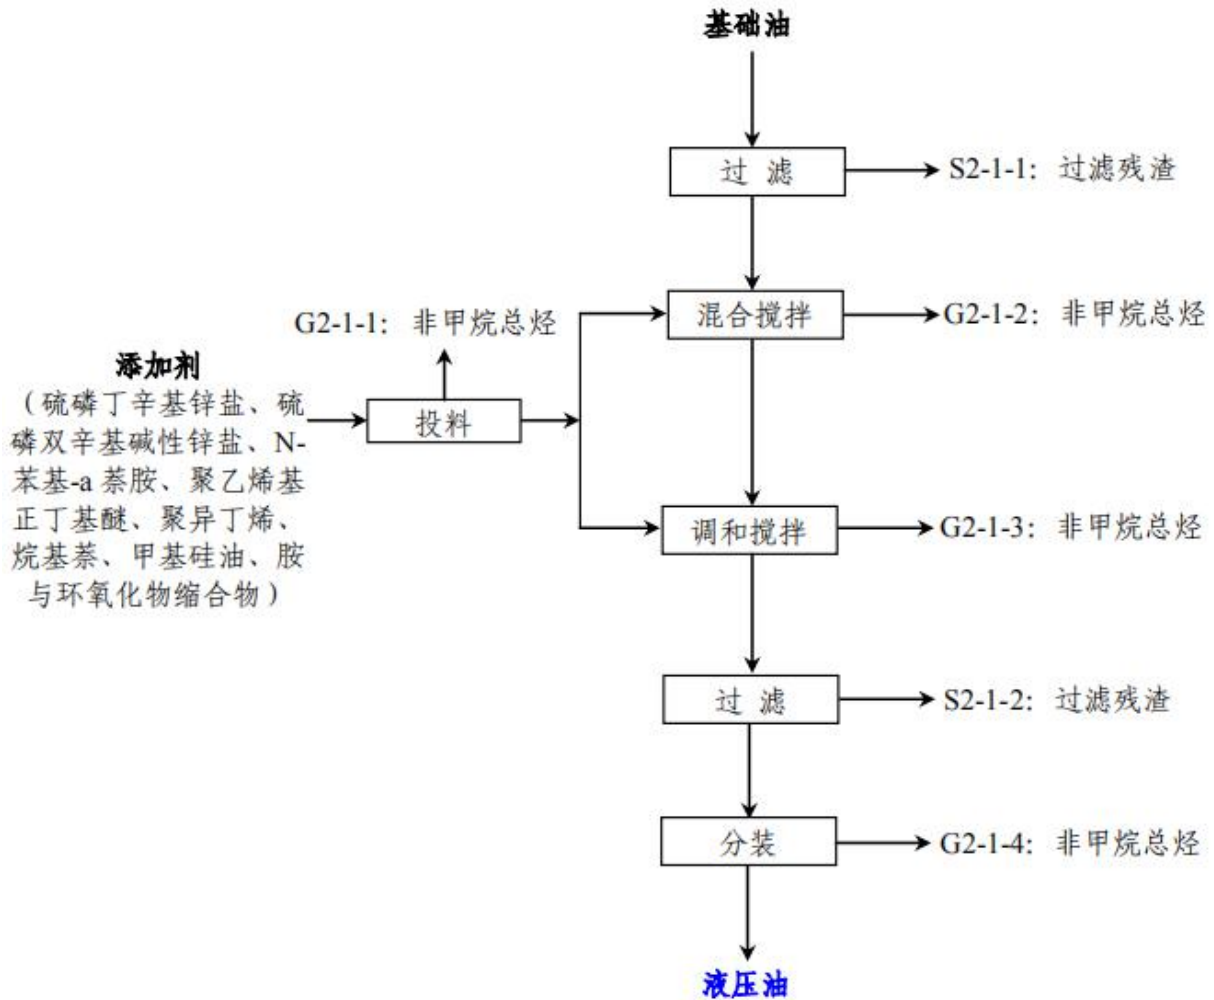 基础油
过 滤
S2-1-1: 过滤残渣
混合搅拌
G2-1-2: 非甲烷总烃
G2-1-1: 非甲烷总烃
添加剂
（硫磷丁辛基锌盐、硫
磷双辛基碱性锌盐、N-
苯基-a 萘胺、聚乙烯基
正丁基醚、聚异丁烯、
烷基萘、甲基硅油、胺
与环氧化物缩合物）
投料
调和搅拌
G2-1-3: 非甲烷总烃
过 滤
S2-1-2: 过滤残渣
分装
G2-1-4: 非甲烷总烃
液压油